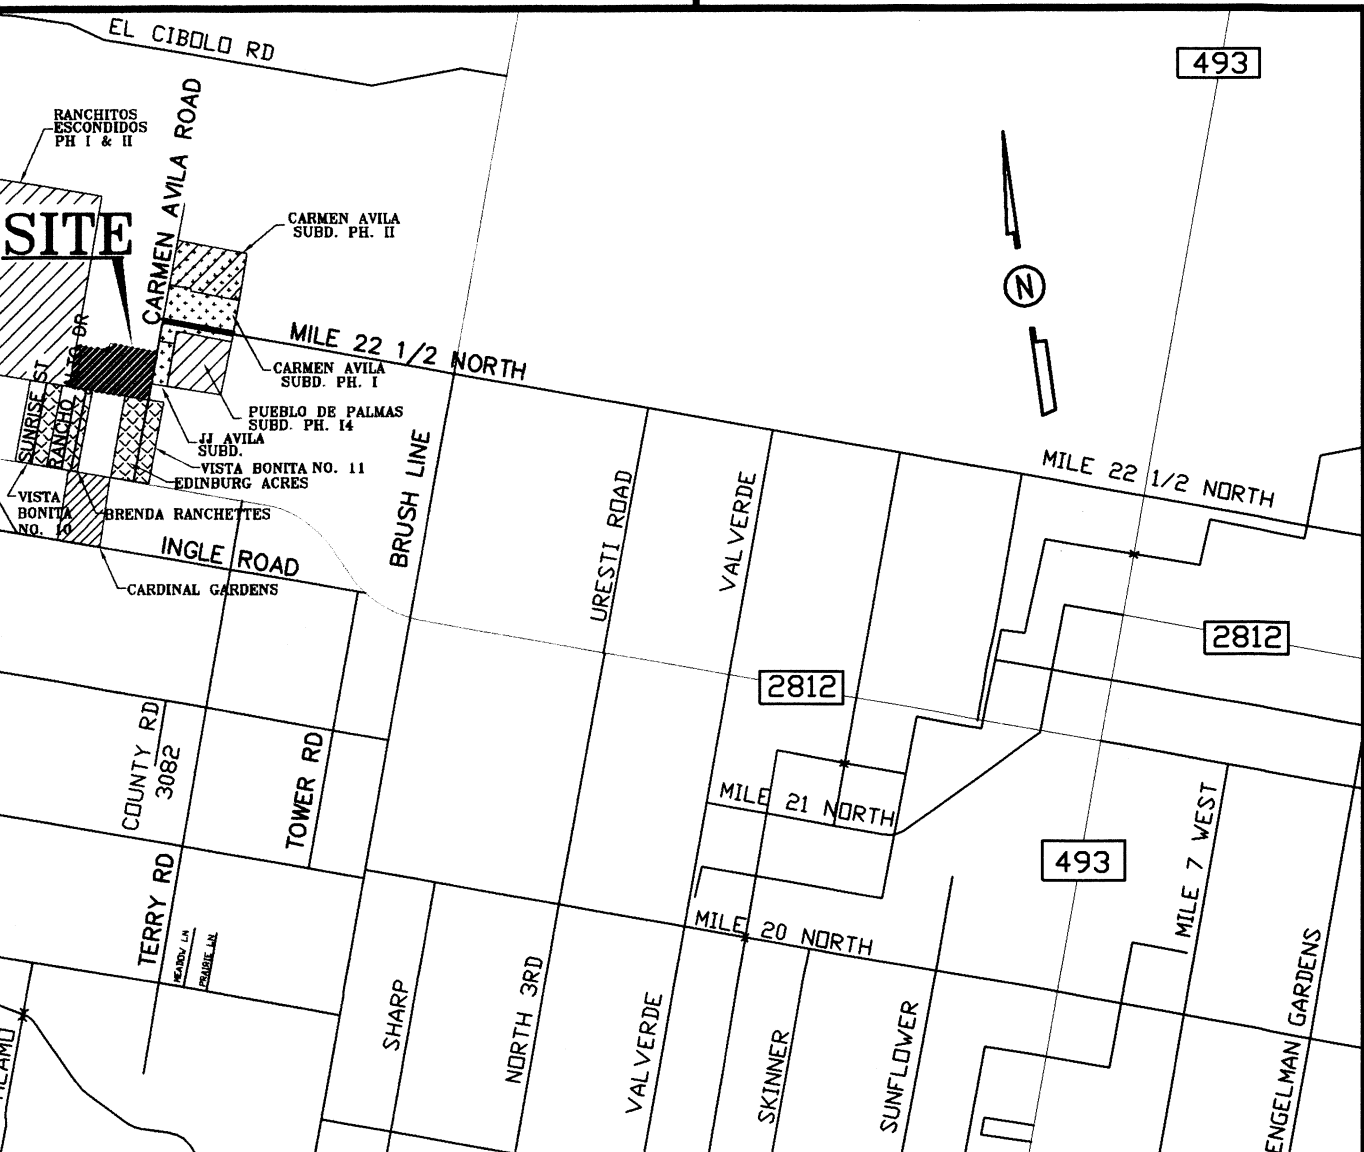 EL CIBOLO RD
493
CARMEN AVILA ROAD
RANCHITOS
ESCONDIDOS
PH I & II
SITE
CARMEN AVILA
SUBD. PH. II
N
MILE 22 1/2 NORTH
CARMEN AVILA
SUBD. PH. I
PUEBLO DE PALMAS
SUBD. PH. 14
JJ AVILA
SUBD.
VISTA BONITA NO. 11
EDINBURG ACRES
SUNRISE ST
RANCHO DR
VISTA
BONITA
NO. 10
BRENDA RANCHETTES
INGLE ROAD
CARDINAL GARDENS
BRUSH LINE
URESTI ROAD
VALVERDE
MILE 22 1/2 NORTH
2812
2812
COUNTY RD
3082
TOWER RD
MILE 21 NORTH
493
MILE 7 WEST
TERRY RD
MEADOW LN
PRAIRIE LN
MILE 20 NORTH
SHARP
NORTH 3RD
VALVERDE
SKINNER
SUNFLOWER
ENGELMAN GARDENS